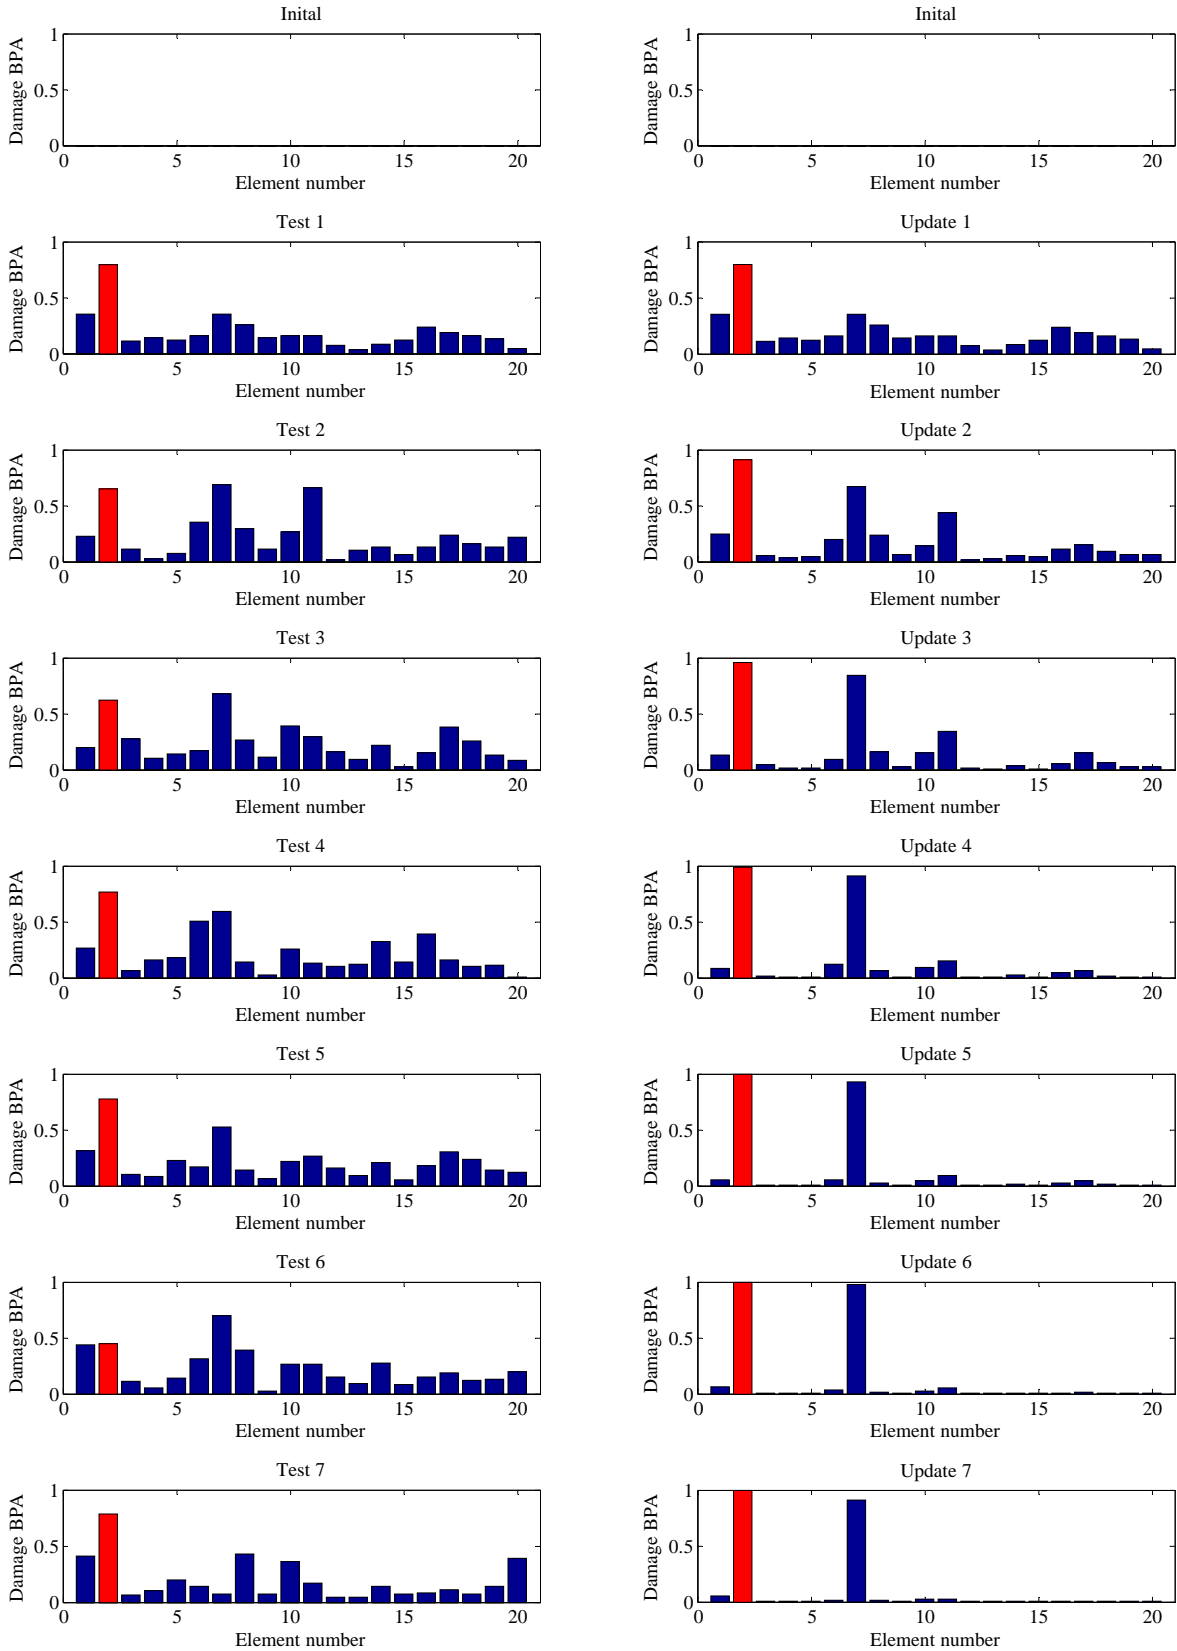 Inital
Damage BPA
1
0.5
0
0 5 10 15 20
Element number
Inital
Damage BPA
1
0.5
0
0 5 10 15 20
Element number
Test 1
Damage BPA
1
0.5
0
0 5 10 15 20
Element number
Update 1
Damage BPA
1
0.5
0
0 5 10 15 20
Element number
Test 2
Damage BPA
1
0.5
0
0 5 10 15 20
Element number
Update 2
Damage BPA
1
0.5
0
0 5 10 15 20
Element number
Test 3
Damage BPA
1
0.5
0
0 5 10 15 20
Element number
Update 3
Damage BPA
1
0.5
0
0 5 10 15 20
Element number
Test 4
Damage BPA
1
0.5
0
0 5 10 15 20
Element number
Update 4
Damage BPA
1
0.5
0
0 5 10 15 20
Element number
Test 5
Damage BPA
1
0.5
0
0 5 10 15 20
Element number
Update 5
Damage BPA
1
0.5
0
0 5 10 15 20
Element number
Test 6
Damage BPA
1
0.5
0
0 5 10 15 20
Element number
Update 6
Damage BPA
1
0.5
0
0 5 10 15 20
Element number
Test 7
Damage BPA
1
0.5
0
0 5 10 15 20
Element number
Update 7
Damage BPA
1
0.5
0
0 5 10 15 20
Element number